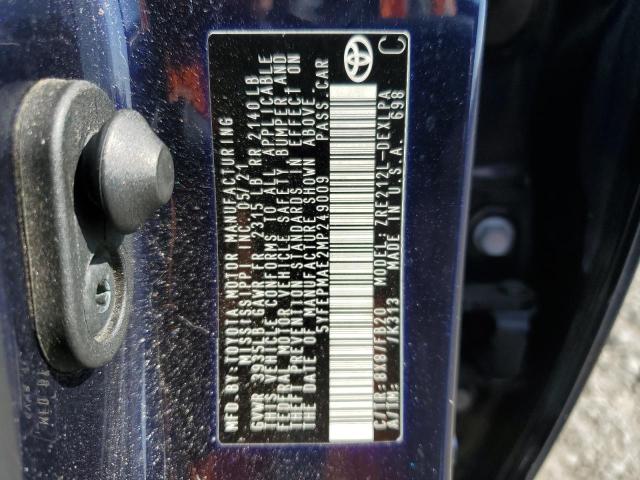 MFD.BY: TOYOTA MOTOR MANUFACTURING
MISSISSIPPI INC. 05/21
GVWR 3935LB GAWR FR 2315 LB RR 2140 LB
THIS VEHICLE CONFORMS TO ALL APPLICABLE
FEDERAL MOTOR VEHICLE SAFETY, BUMPER, AND
THEFT PREVENTION STANDARDS IN EFFECT ON
THE DATE OF MANUFACTURE SHOWN ABOVE.
5YFEPMAE2MP249009 PASS.CAR
C/TR: 8X8/FB20 MODEL: ZRE212L-DEXLPA
/K313 MADE IN U.S.A. 698
C